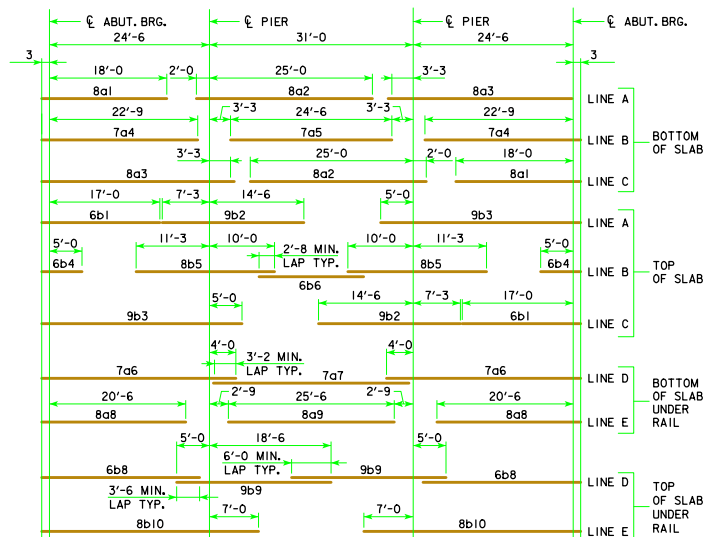 ℄ ABUT. BRG. ℄ PIER ℄ PIER ℄ ABUT. BRG.
24'-6 31'-0 24'-6
3 3
18'-0 2'-0 25'-0 3'-3
8a1 8a2 8a3 LINE A
22'-9 3'-3 24'-6 3'-3 22'-9
7a4 7a5 7a4 LINE B
BOTTOM
OF SLAB
3'-3 25'-0 2'-0 18'-0
8a3 8a2 8a1 LINE C
17'-0 7'-3 14'-6 5'-0
6b1 9b2 9b3 LINE A
5'-0 11'-3 10'-0 2'-8 MIN.
LAP TYP. 10'-0 11'-3 5'-0
6b4 8b5 6b6 8b5 6b4 LINE B
TOP
OF SLAB
5'-0 14'-6 7'-3 17'-0
9b3 9b2 6b1 LINE C
4'-0 3'-2 MIN.
LAP TYP. 4'-0
7a6 7a7 7a6 LINE D
20'-6 2'-9 25'-6 2'-9 20'-6
8a8 8a9 8a8 LINE E
BOTTOM
OF SLAB
UNDER
RAIL
5'-0 18'-6 5'-0
6'-0 MIN.
LAP TYP.
6b8 9b9 9b9 6b8 LINE D
3'-6 MIN.
LAP TYP.
7'-0 7'-0
8b10 8b10 LINE E
TOP
OF SLAB
UNDER
RAIL